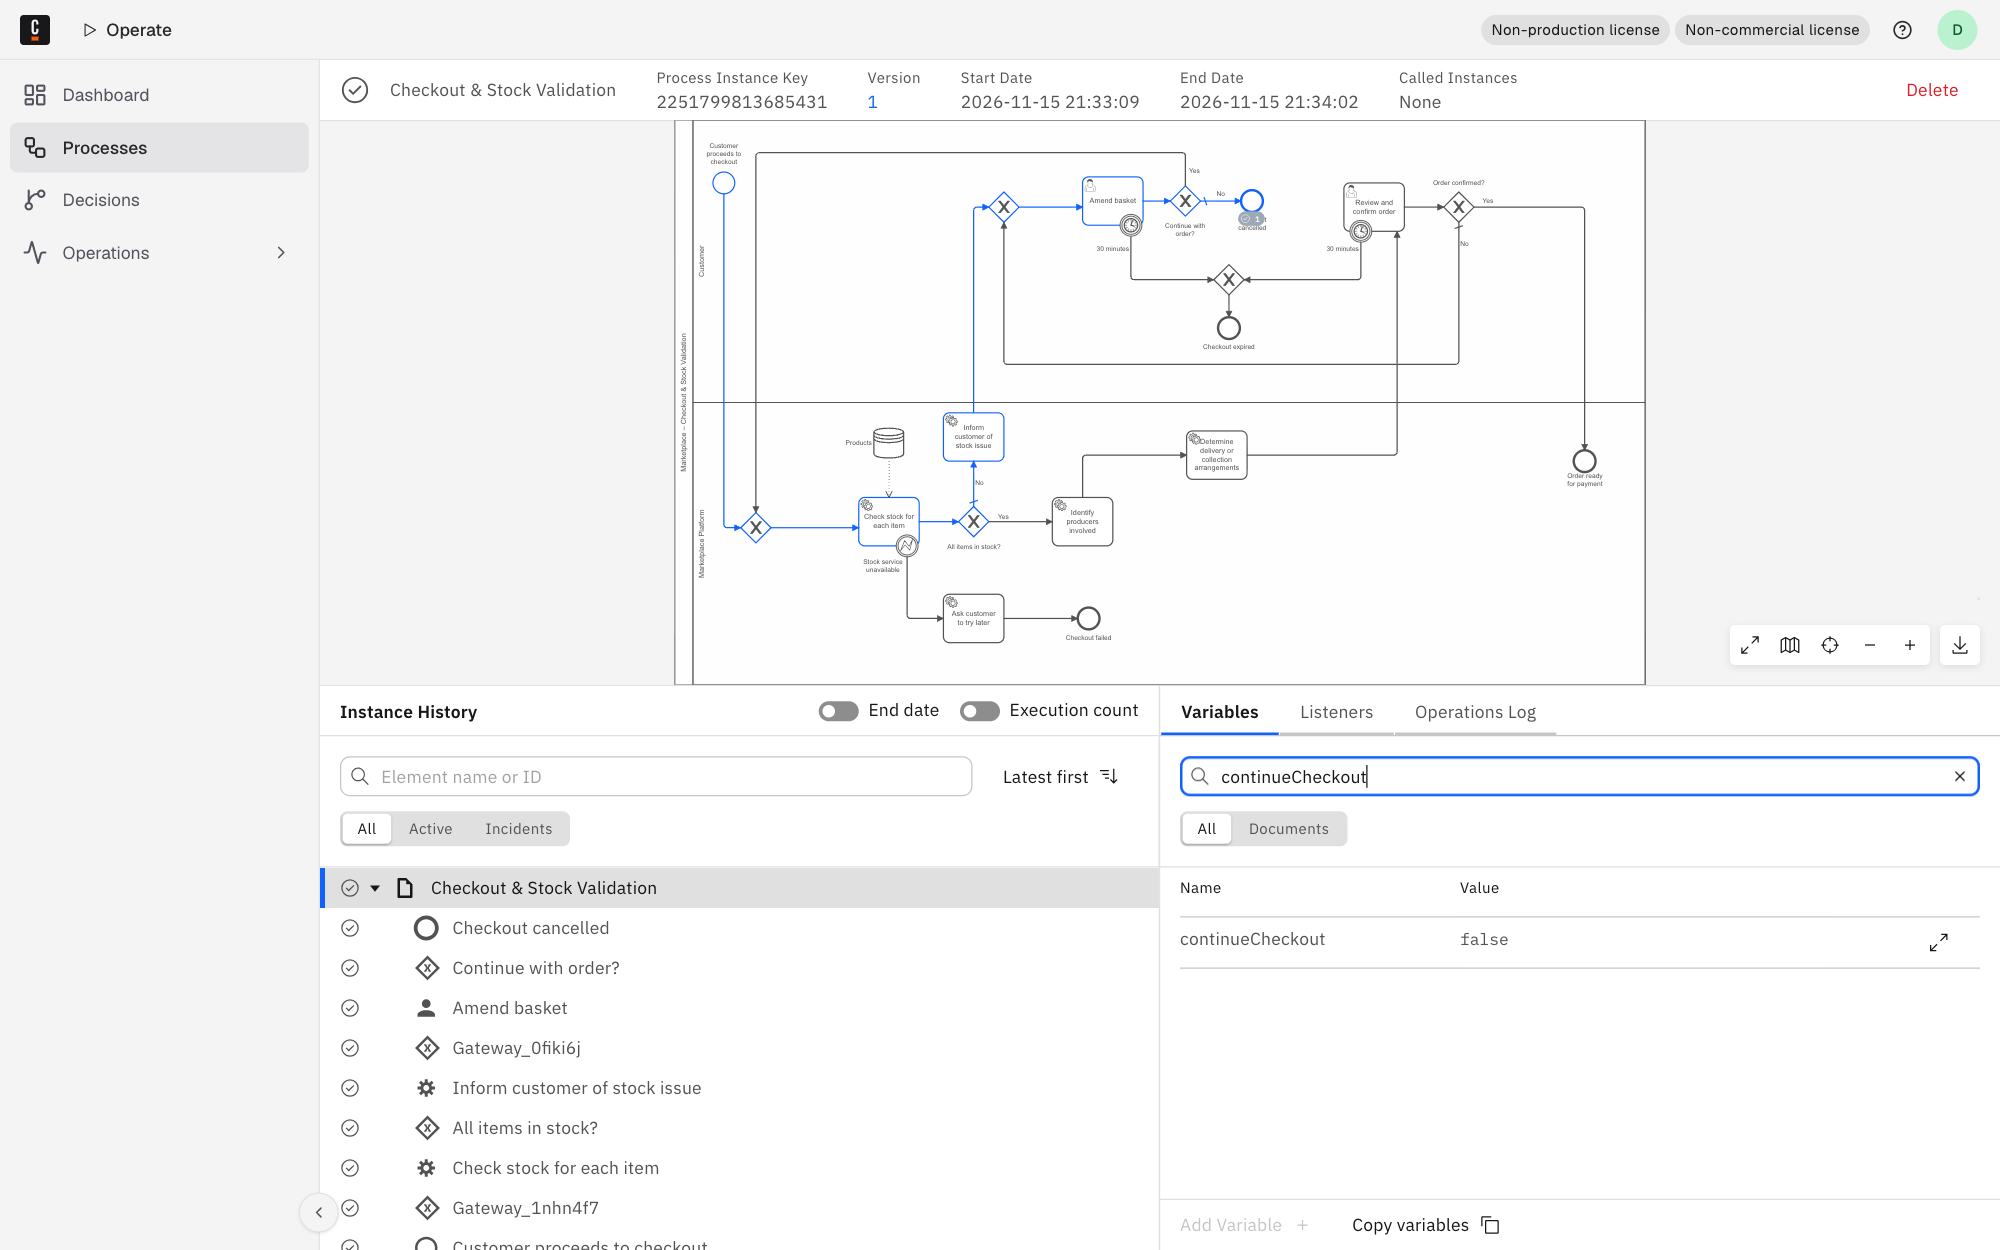 Operate
Non-production license
Non-commercial license
D
Dashboard
Processes
Decisions
Operations
Checkout & Stock Validation
Process Instance Key
2251799813685431
Version
1
Start Date
2026-11-15 21:33:09
End Date
2026-11-15 21:34:02
Called Instances
None
Delete
Marketplace – Checkout & Stock Validation
Customer
Marketplace Platform
Customer
proceeds to
checkout
Amend basket
30 minutes
Yes
No
Continue with
order?
1
cancelled
Review and
confirm order
30 minutes
Order confirmed?
Yes
No
Checkout expired
Products
Inform
customer of
stock issue
No
Check stock for
each item
Stock service
unavailable
All items in stock?
Yes
Identify
producers
involved
Determine
delivery or
collection
arrangements
Order ready
for payment
Ask customer
to try later
Checkout failed
Instance History
End date
Execution count
Element name or ID
Latest first
All
Active
Incidents
Checkout & Stock Validation
Checkout cancelled
Continue with order?
Amend basket
Gateway_0fiki6j
Inform customer of stock issue
All items in stock?
Check stock for each item
Gateway_1nhn4f7
Customer proceeds to checkout
Variables
Listeners
Operations Log
continueCheckout
All
Documents
Name
Value
continueCheckout
false
Add Variable
Copy variables